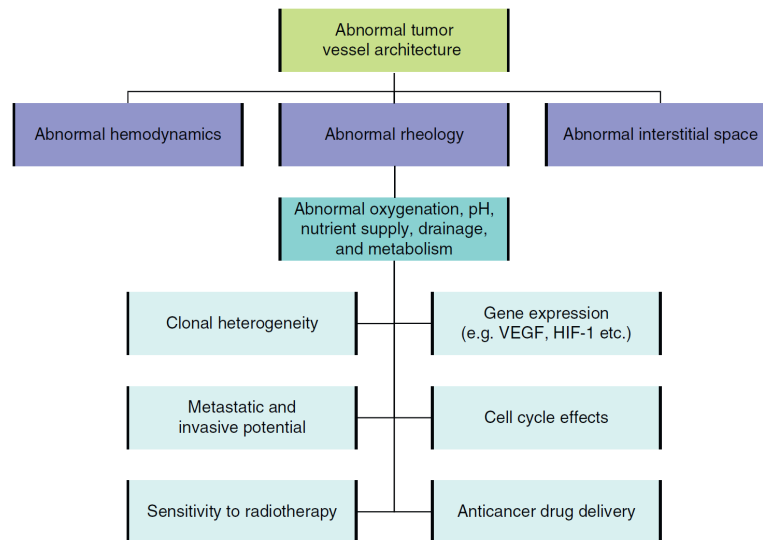 Abnormal tumor
vessel architecture
Abnormal hemodynamics
Abnormal rheology
Abnormal interstitial space
Abnormal oxygenation, pH,
nutrient supply, drainage,
and metabolism
Clonal heterogeneity
Gene expression
(e.g. VEGF, HIF-1 etc.)
Metastatic and
invasive potential
Cell cycle effects
Sensitivity to radiotherapy
Anticancer drug delivery